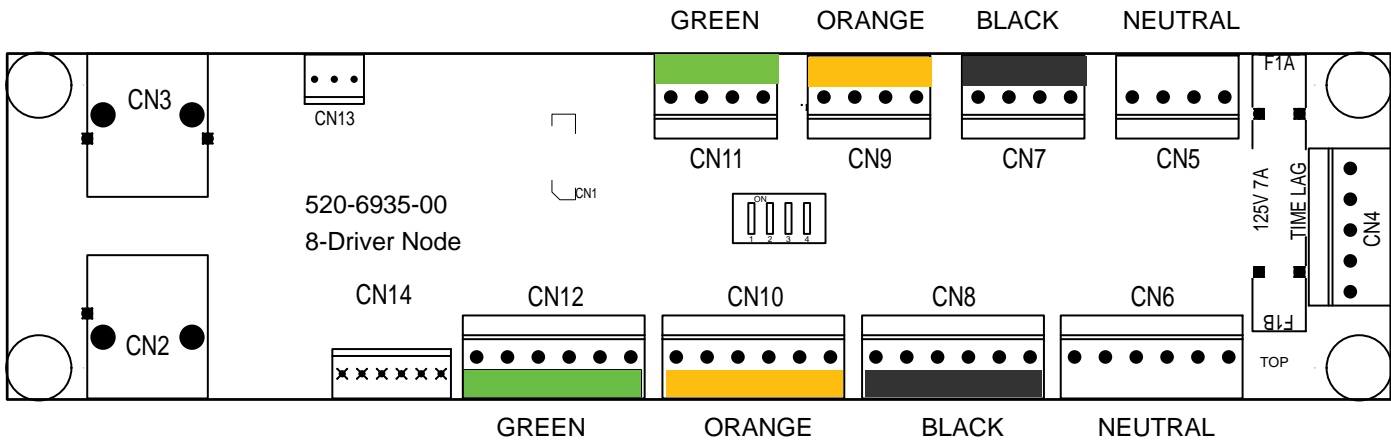 GREEN ORANGE BLACK NEUTRAL
F1A
CN3
CN13
CN11 CN9 CN7 CN5
CN1
ON
1 2 3 4
125V 7A
TIME LAG
CN4
520-6935-00
8-Driver Node
CN14 CN12 CN10 CN8 CN6
F1B
CN2
TOP
GREEN ORANGE BLACK NEUTRAL